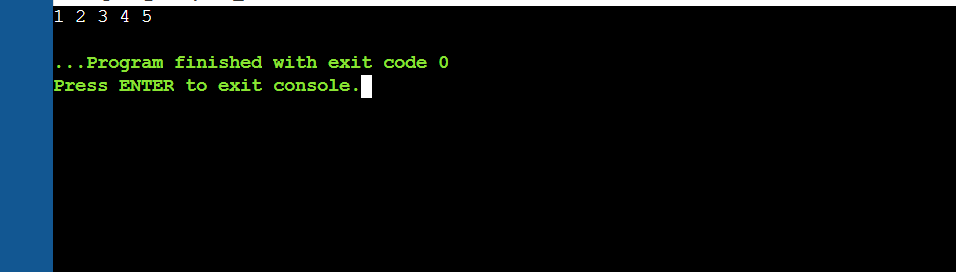 1 2 3 4 5
...Program finished with exit code 0
Press ENTER to exit console.